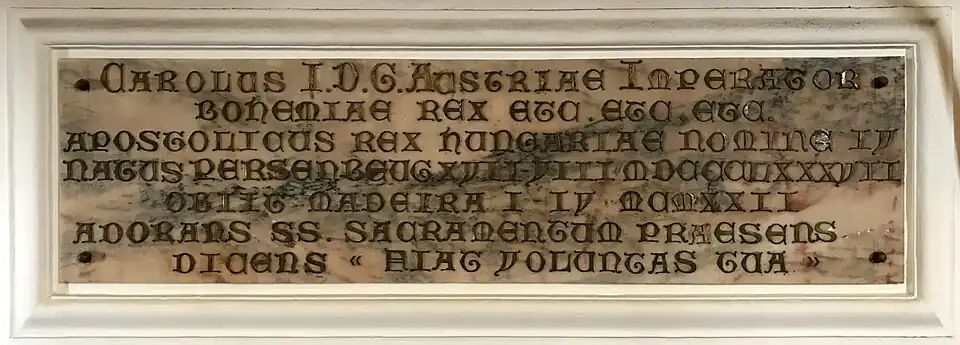 Carolus I. D. G. Austriae Imperator
Bohemiae Rex etc. etc. etc.
Apostolicus Rex Hungariae nomine IV
Natus Persenbeug XVII-VIII MDCCCLXXXVII
Obiit Madeira I-IV MCMXXII
Adorans SS. Sacramentum praesens
dicens « Fiat Voluntas Tua »